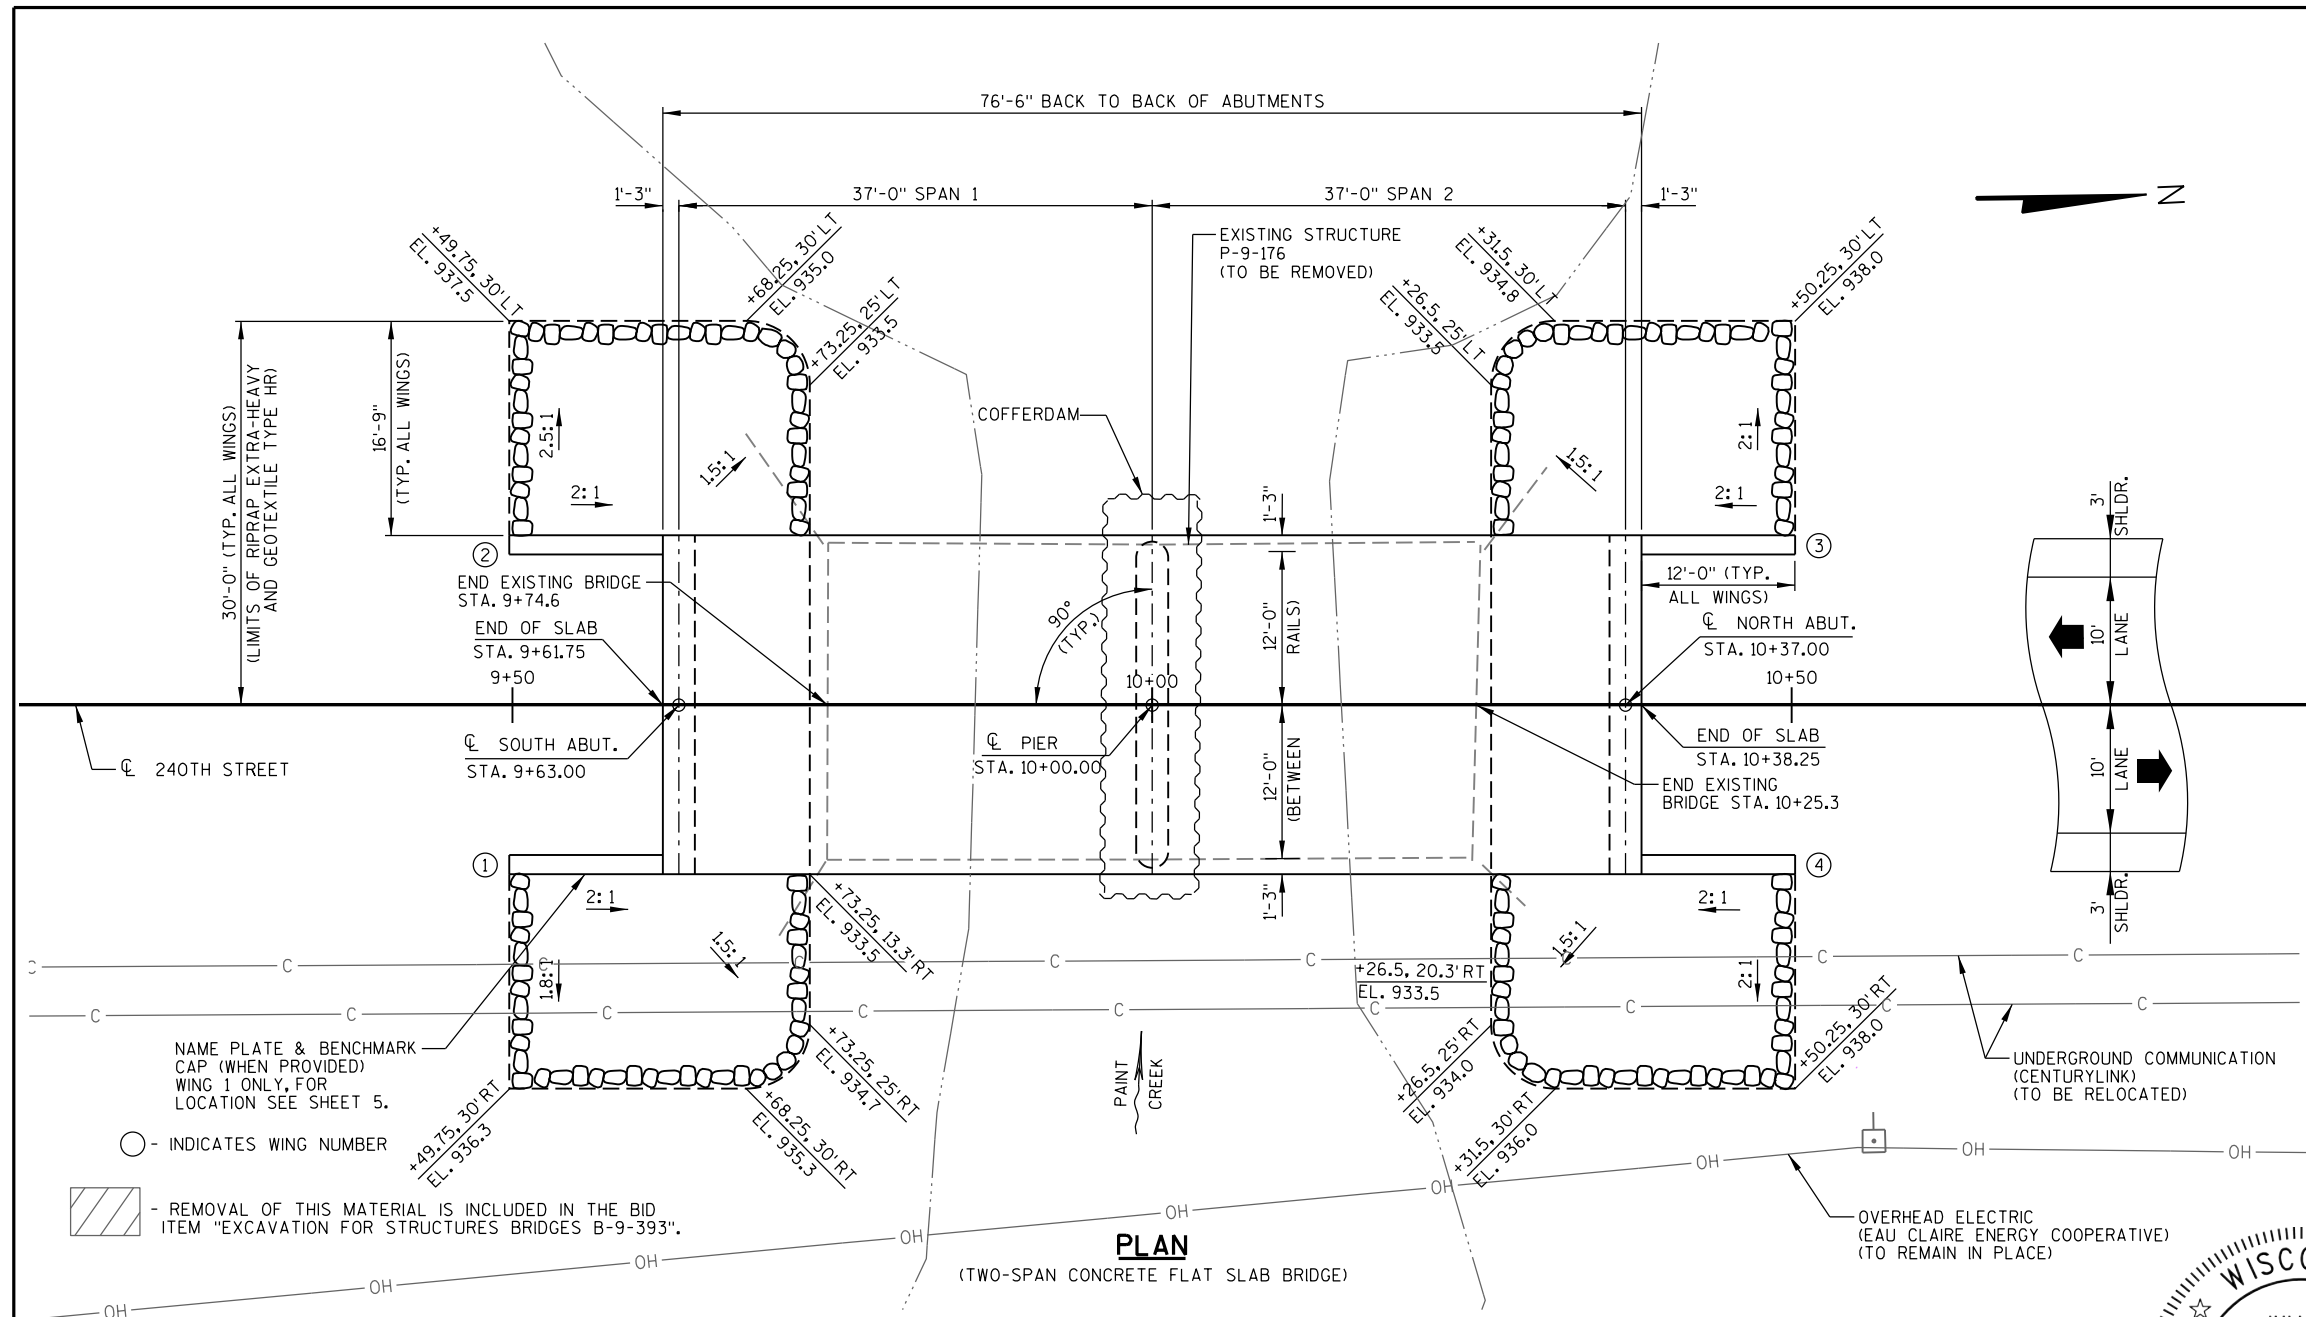 76'-6" BACK TO BACK OF ABUTMENTS
1'-3"
37'-0" SPAN 1
37'-0" SPAN 2
1'-3"
N
EXISTING STRUCTURE
P-9-176
(TO BE REMOVED)
+49.75, 30' LT
EL. 937.5
+68.25, 30' LT
EL. 935.0
+73.25, 25' LT
EL. 933.5
+31.5, 30' LT
EL. 934.8
+26.5, 25' LT
EL. 933.5
+50.25, 30' LT
EL. 938.0
30'-0" (TYP. ALL WINGS)
(LIMITS OF RIPRAP EXTRA-HEAVY
AND GEOTEXTILE TYPE HR)
16'-9"
(TYP. ALL WINGS)
2.5:1
2:1
1.5:1
COFFERDAM
1'-3"
1.5:1
2:1
2:1
3'
SHLDR.
2
END EXISTING BRIDGE
STA. 9+74.6
END OF SLAB
STA. 9+61.75
9+50
90°
(TYP.)
12'-0"
RAILS)
10+00
3
12'-0" (TYP.
ALL WINGS)
℄ NORTH ABUT.
STA. 10+37.00
10+50
10'
LANE
℄ 240TH STREET
℄ SOUTH ABUT.
STA. 9+63.00
℄ PIER
STA. 10+00.00
12'-0"
(BETWEEN
END OF SLAB
STA. 10+38.25
END EXISTING
BRIDGE STA. 10+25.3
10'
LANE
1
4
2:1
1.8:1
1.5:1
+73.25, 13.3' RT
EL. 933.5
1'-3"
1.5:1
2:1
2:1
3'
SHLDR.
C C C C C C C C C
C C C C C C C C C
+26.5, 20.3' RT
EL. 933.5
NAME PLATE & BENCHMARK
CAP (WHEN PROVIDED)
WING 1 ONLY, FOR
LOCATION SEE SHEET 5.
+73.25, 25' RT
EL. 934.7
PAINT
CREEK
+26.5, 25' RT
EL. 934.0
+50.25, 30' RT
EL. 938.0
UNDERGROUND COMMUNICATION
(CENTURYLINK)
(TO BE RELOCATED)
+49.75, 30' RT
EL. 936.3
+68.25, 30' RT
EL. 935.3
+31.5, 30' RT
EL. 936.0
- INDICATES WING NUMBER
- REMOVAL OF THIS MATERIAL IS INCLUDED IN THE BID
ITEM "EXCAVATION FOR STRUCTURES BRIDGES B-9-393".
OH OH OH OH OH OH OH OH OH
OVERHEAD ELECTRIC
(EAU CLAIRE ENERGY COOPERATIVE)
(TO REMAIN IN PLACE)
PLAN
(TWO-SPAN CONCRETE FLAT SLAB BRIDGE)
WISCO